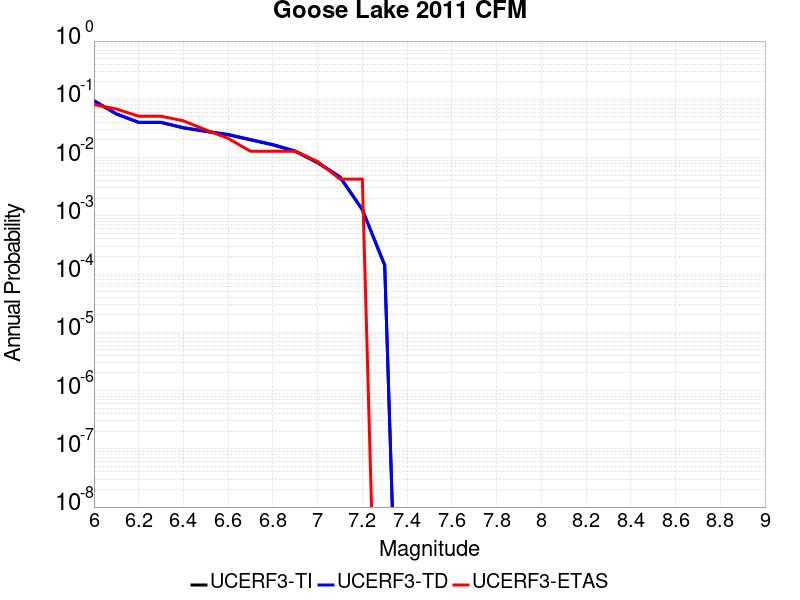 Goose Lake 2011 CFM
10^0
10^-1
10^-2
10^-3
10^-4
10^-5
10^-6
10^-7
10^-8
Annual Probability
6 6.2 6.4 6.6 6.8 7 7.2 7.4 7.6 7.8 8 8.2 8.4 8.6 8.8 9
Magnitude
UCERF3-TI UCERF3-TD UCERF3-ETAS